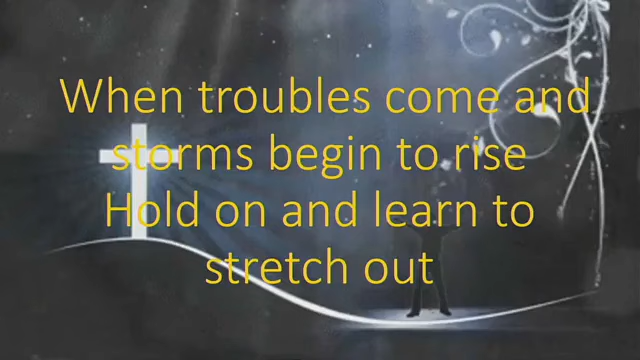 When troubles come and
storms begin to rise
Hold on and learn to
stretch out